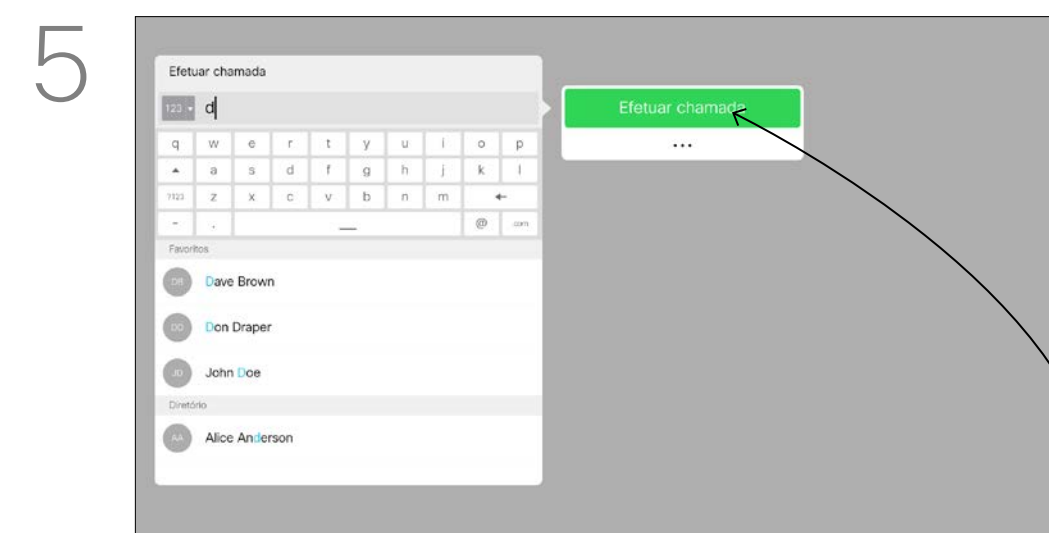 5
Efetuar chamada
123 d
Efetuar chamada
...
q w e r t y u i o p
a s d f g h j k l
?123 z x c v b n m
- . @ .com
Favoritos
DB Dave Brown
DD Don Draper
JD John Doe
Diretório
AA Alice Anderson